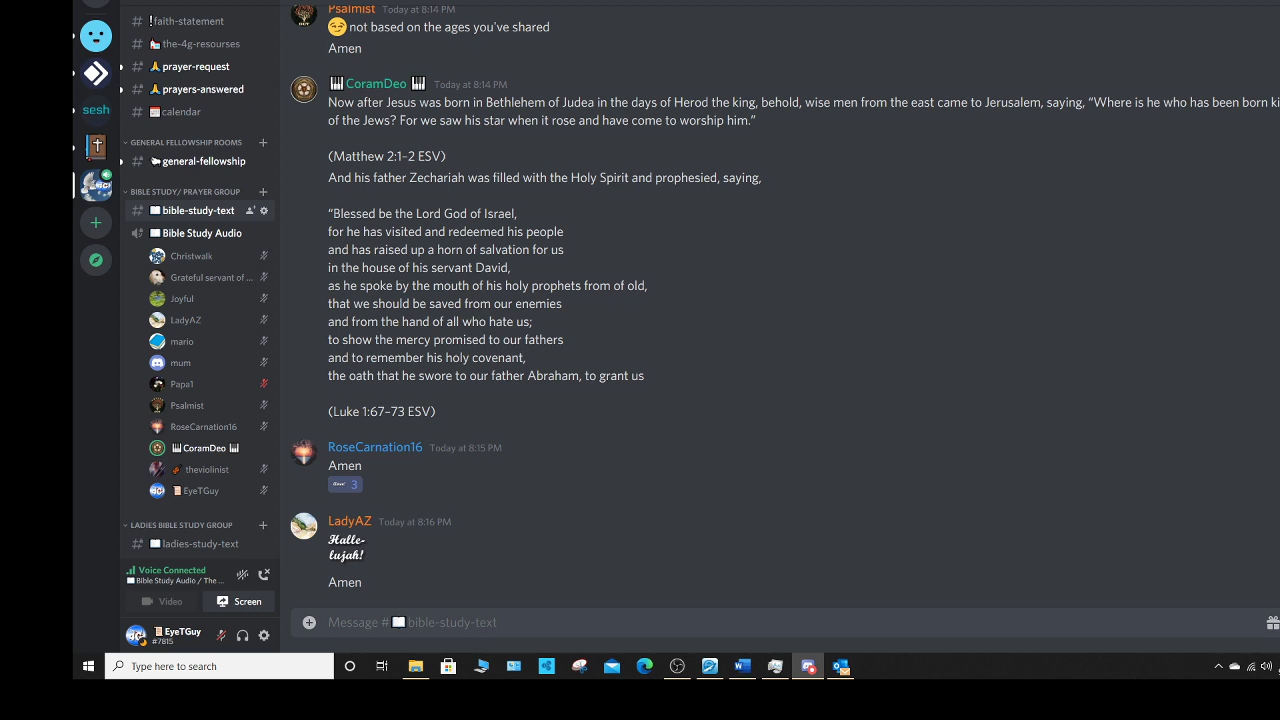 !faith-statement
the-4g-resourses
prayer-request
prayers-answered
calendar
sesh
GENERAL FELLOWSHIP ROOMS
general-fellowship
BIBLE STUDY/ PRAYER GROUP
bible-study-text
Bible Study Audio
Christwalk
Grateful servant of ...
Joyful
LadyAZ
mario
mum
Papa1
Psalmist
RoseCarnation16
CoramDeo
theviolinist
EyeTGuy
LADIES BIBLE STUDY GROUP
ladies-study-text
Voice Connected
Bible Study Audio / The ...
Video
Screen
EyeTGuy
#7815
Psalmist Today at 8:14 PM
not based on the ages you've shared
Amen
CoramDeo Today at 8:14 PM
Now after Jesus was born in Bethlehem of Judea in the days of Herod the king, behold, wise men from the east came to Jerusalem, saying, “Where is he who has been born ki
of the Jews? For we saw his star when it rose and have come to worship him.”
(Matthew 2:1–2 ESV)
And his father Zechariah was filled with the Holy Spirit and prophesied, saying,
“Blessed be the Lord God of Israel,
for he has visited and redeemed his people
and has raised up a horn of salvation for us
in the house of his servant David,
as he spoke by the mouth of his holy prophets from of old,
that we should be saved from our enemies
and from the hand of all who hate us;
to show the mercy promised to our fathers
and to remember his holy covenant,
the oath that he swore to our father Abraham, to grant us
(Luke 1:67–73 ESV)
RoseCarnation16 Today at 8:15 PM
Amen
3
LadyAZ Today at 8:16 PM
Halle-
lujah!
Amen
Message # bible-study-text
Type here to search